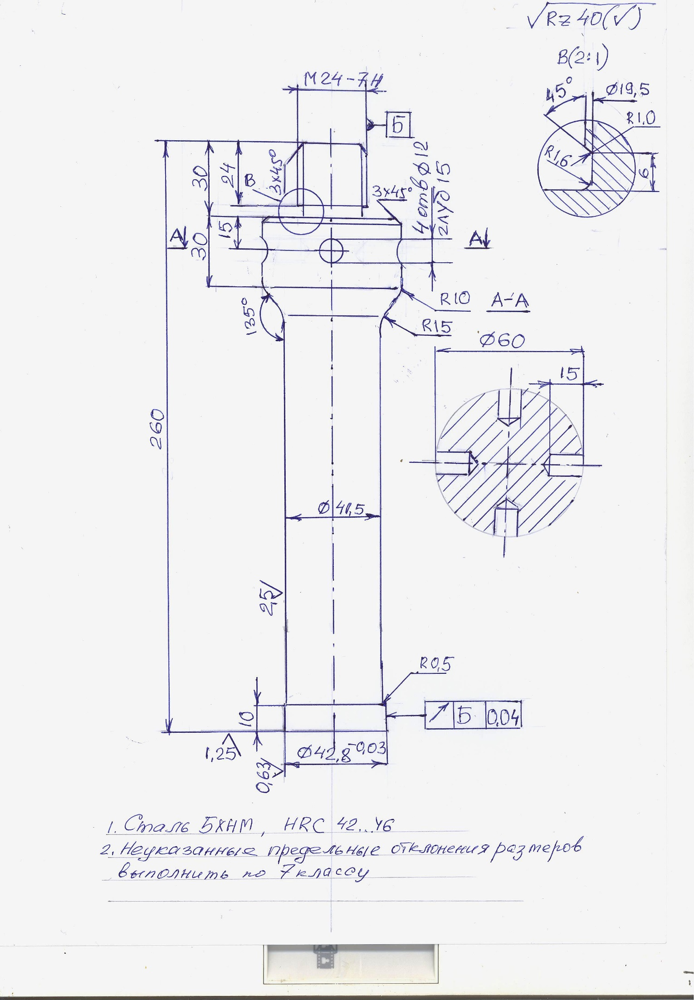 √Rz 40(√)
В(2:1)
45°
Ø19,5
R1,0
R1,6
6
М24-7Н
Б
30
24
В
3х45°
3х45°
4 отв Ø12
глуб 15
А
30
15
А
135°
R10
А-А
R15
Ø60
15
260
Ø41,5
2,5
R0,5
10
Б 0,04
1,25
Ø42,8-0,03
0,63
1. Сталь 5ХНМ, HRC 42...46
2. Неуказанные предельные отклонения размеров
выполнить по 7 классу